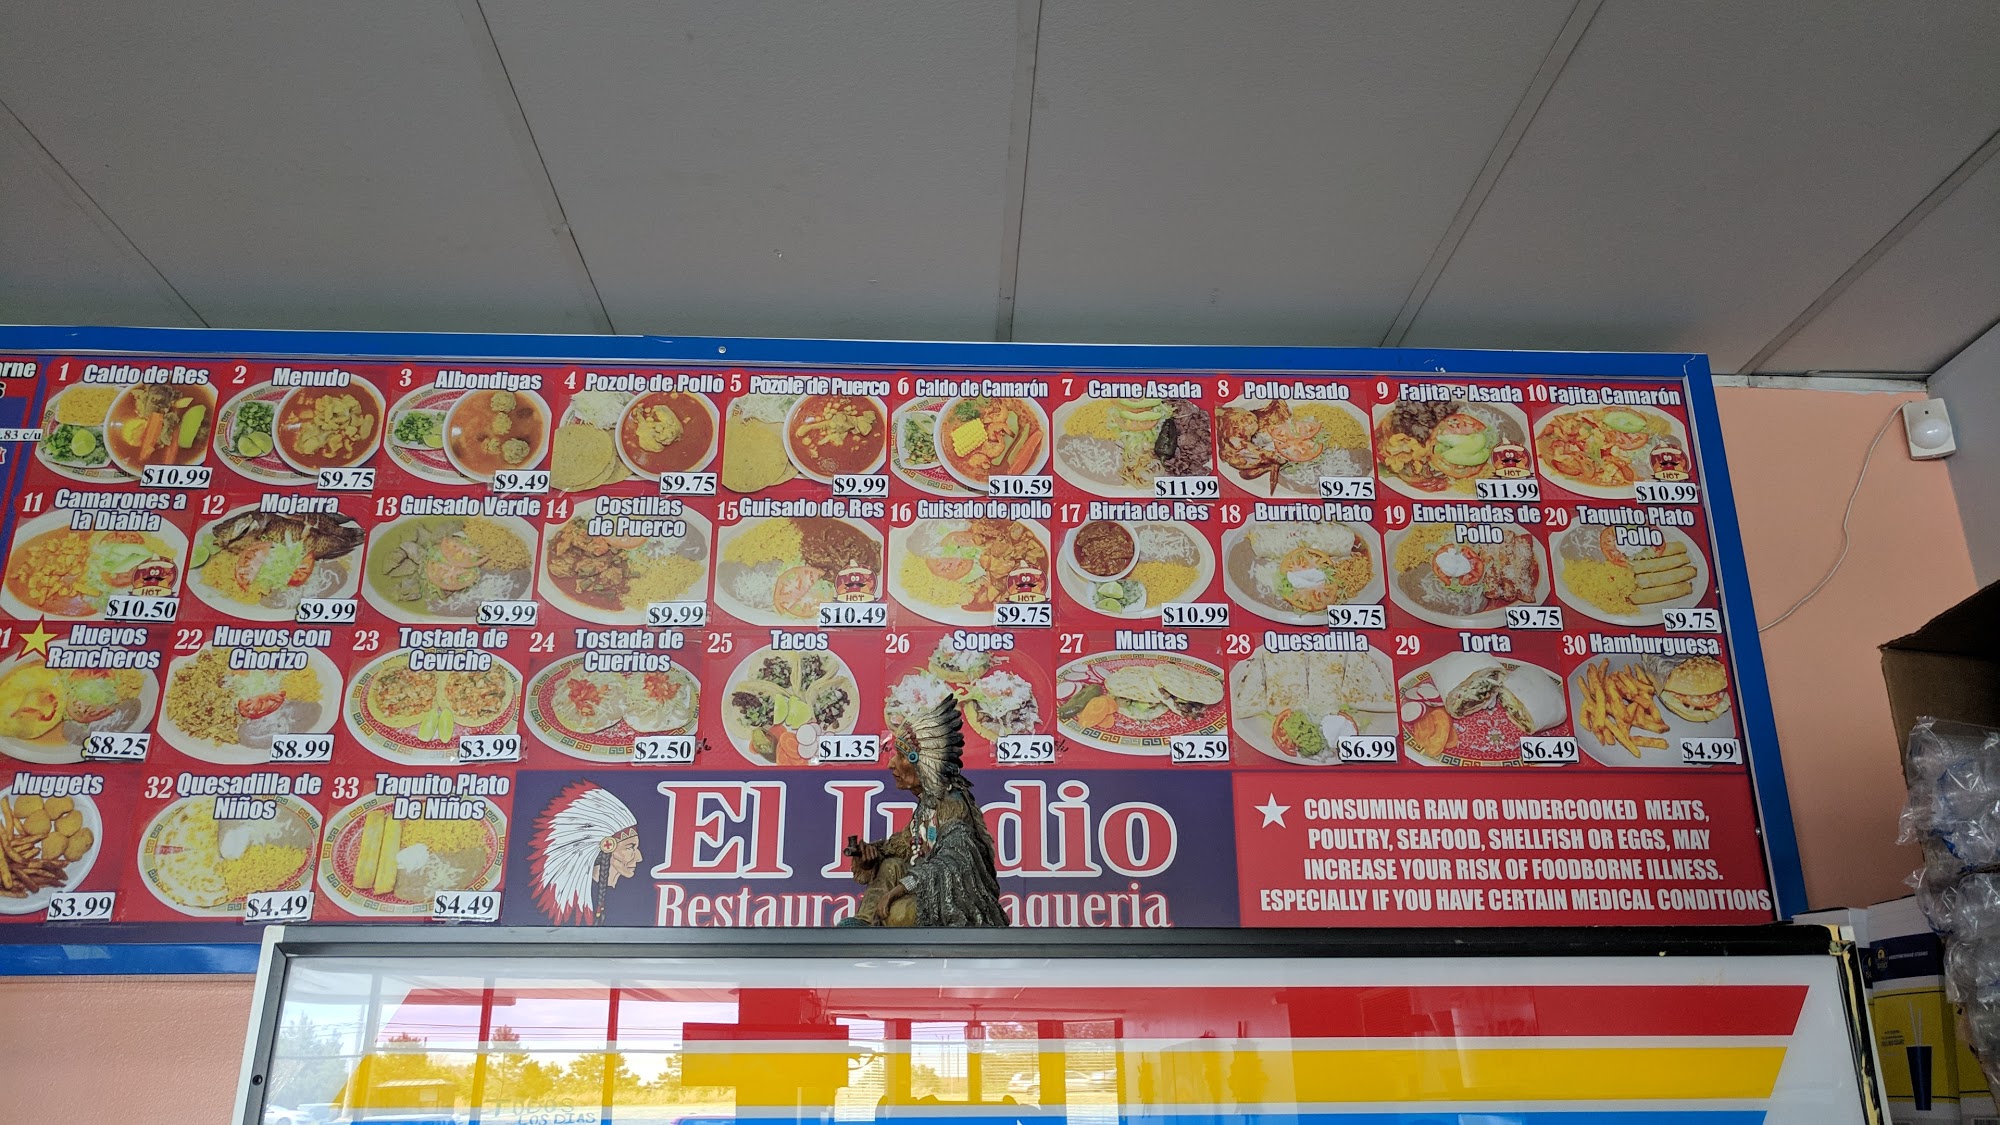 arne
.83 c/u
1 Caldo de Res
$10.99
2 Menudo
$9.75
3 Albondigas
$9.49
4 Pozole de Pollo
$9.75
5 Pozole de Puerco
$9.99
6 Caldo de Camarón
$10.59
7 Carne Asada
$11.99
8 Pollo Asado
$9.75
9 Fajita + Asada
HOT
$11.99
10 Fajita Camarón
HOT
$10.99
11 Camarones a
la Diabla
HOT
$10.50
12 Mojarra
$9.99
13 Guisado Verde
$9.99
14 Costillas
de Puerco
$9.99
15 Guisado de Res
$10.49
16 Guisado de pollo
HOT
$9.75
17 Birria de Res
$10.99
18 Burrito Plato
$9.75
19 Enchiladas de
Pollo
$9.75
20 Taquito Plato
Pollo
$9.75
21 Huevos
Rancheros
$8.25
22 Huevos con
Chorizo
$8.99
23 Tostada de
Ceviche
$3.99
24 Tostada de
Cueritos
$2.50
25 Tacos
$1.35
26 Sopes
$2.59
27 Mulitas
$2.59
28 Quesadilla
$6.99
29 Torta
$6.49
30 Hamburguesa
$4.99
Nuggets
$3.99
32 Quesadilla de
Niños
$4.49
33 Taquito Plato
De Niños
$4.49
El Indio
Restaura aqueria
CONSUMING RAW OR UNDERCOOKED MEATS,
POULTRY, SEAFOOD, SHELLFISH OR EGGS, MAY
INCREASE YOUR RISK OF FOODBORNE ILLNESS.
ESPECIALLY IF YOU HAVE CERTAIN MEDICAL CONDITIONS
TODOS
LOS DIAS